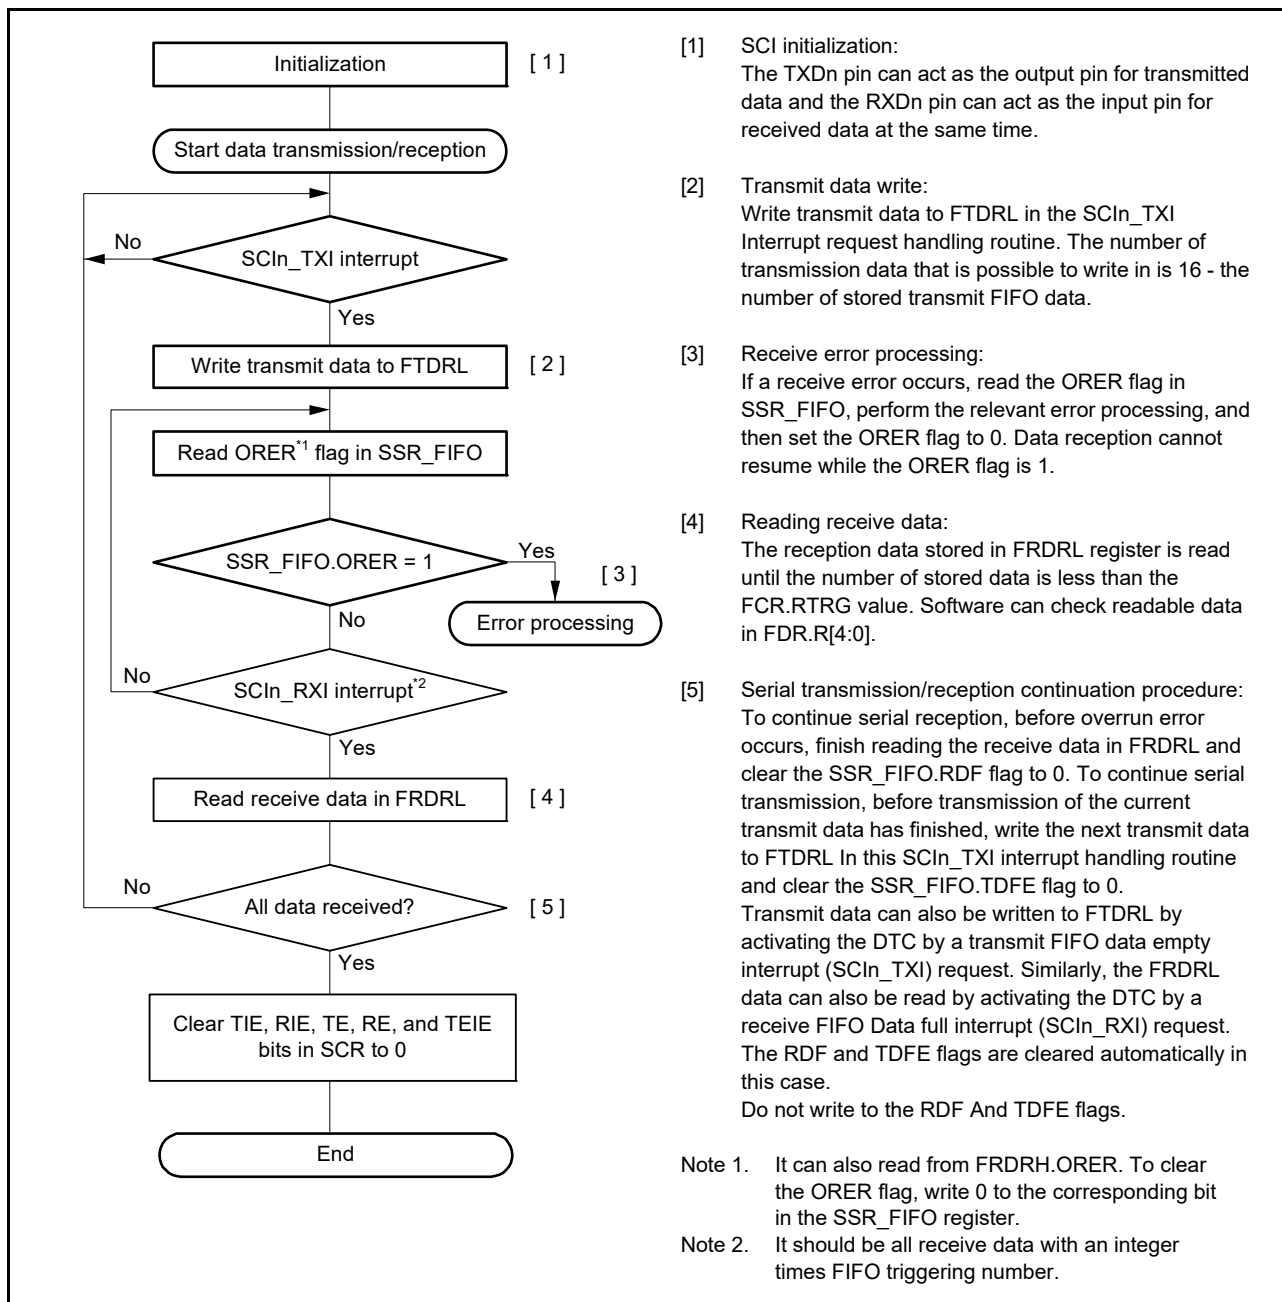 Initialization
[ 1 ]
Start data transmission/reception
No
SCIn_TXI interrupt
Yes
Write transmit data to FTDRL
[ 2 ]
Read ORER*1 flag in SSR_FIFO
SSR_FIFO.ORER = 1
Yes
[ 3 ]
Error processing
No
No
SCIn_RXI interrupt*2
Yes
Read receive data in FRDRL
[ 4 ]
No
All data received?
[ 5 ]
Yes
Clear TIE, RIE, TE, RE, and TEIE
bits in SCR to 0
End
[1] SCI initialization:
The TXDn pin can act as the output pin for transmitted
data and the RXDn pin can act as the input pin for
received data at the same time.
[2] Transmit data write:
Write transmit data to FTDRL in the SCIn_TXI
Interrupt request handling routine. The number of
transmission data that is possible to write in is 16 - the
number of stored transmit FIFO data.
[3] Receive error processing:
If a receive error occurs, read the ORER flag in
SSR_FIFO, perform the relevant error processing, and
then set the ORER flag to 0. Data reception cannot
resume while the ORER flag is 1.
[4] Reading receive data:
The reception data stored in FRDRL register is read
until the number of stored data is less than the
FCR.RTRG value. Software can check readable data
in FDR.R[4:0].
[5] Serial transmission/reception continuation procedure:
To continue serial reception, before overrun error
occurs, finish reading the receive data in FRDRL and
clear the SSR_FIFO.RDF flag to 0. To continue serial
transmission, before transmission of the current
transmit data has finished, write the next transmit data
to FTDRL In this SCIn_TXI interrupt handling routine
and clear the SSR_FIFO.TDFE flag to 0.
Transmit data can also be written to FTDRL by
activating the DTC by a transmit FIFO data empty
interrupt (SCIn_TXI) request. Similarly, the FRDRL
data can also be read by activating the DTC by a
receive FIFO Data full interrupt (SCIn_RXI) request.
The RDF and TDFE flags are cleared automatically in
this case.
Do not write to the RDF And TDFE flags.
Note 1. It can also read from FRDRH.ORER. To clear
the ORER flag, write 0 to the corresponding bit
in the SSR_FIFO register.
Note 2. It should be all receive data with an integer
times FIFO triggering number.